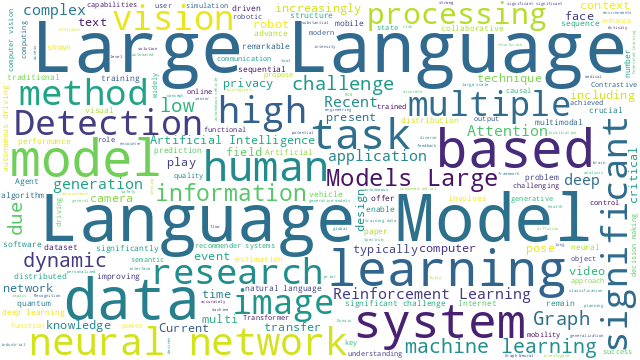 complex
vision
robot
increasingly
processing
context
text
face
Large Language
including
method
challenge
technique
privacy
low
Recent
multiple
Detection
high
task
present
Attention
based
significant
model
human
Artificial Intelligence
field
application
play
Models Large
generation
information
deep
due
camera
Language Model
dynamic
research
event
typically
computer
pose
learning
video
data
image
Reinforcement Learning
system
Graph
network
time
multi
transfer
knowledge
Current
neural network
machine learning
critical
design
vehicle
autonomous driving
computer vision
recommender systems
natural language
decision making
significant challenge
Internet
mobility
distributed
quantum
deep learning
software
dataset
significantly
semantic
algorithm
driving
performance
traditional
training
visual
role
prediction
quality
functional
sequential
communication
remarkable
advance
collaborative
sequence
number
achieved
crucial
multimodal
distribution
output
trained
causal
mobile
structure
driven
robotic
simulation
user
capabilities
computing
shown
widely
online
problem
challenging
generative
involves
neural
object
approach
remain
success
control
offer
enable
paper
estimation
improving
Transformer
key
understanding
power
function
Agent
Contrastive
modern
propose
state